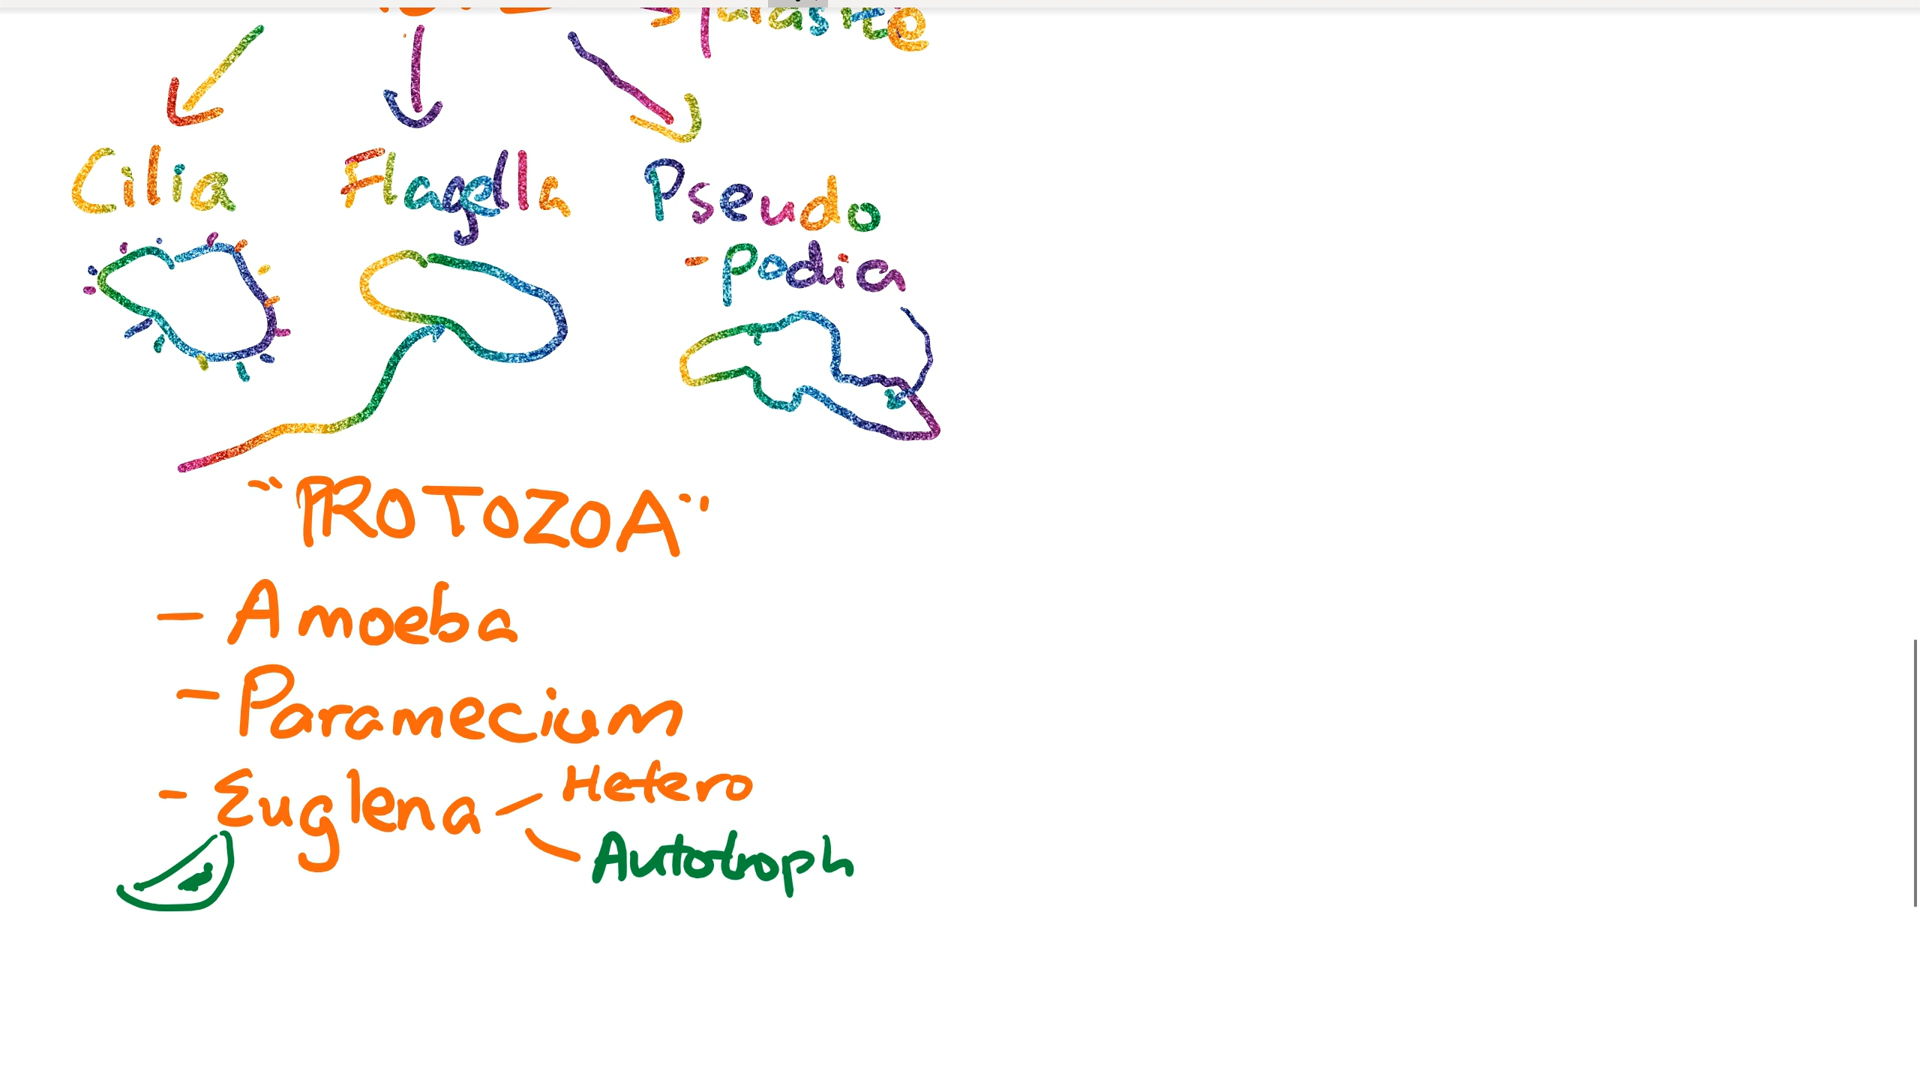 Cilia Flagella Pseudo
-podia
"PROTOZOA"
- Amoeba
- Paramecium
- Euglena - Hetero
Autotroph